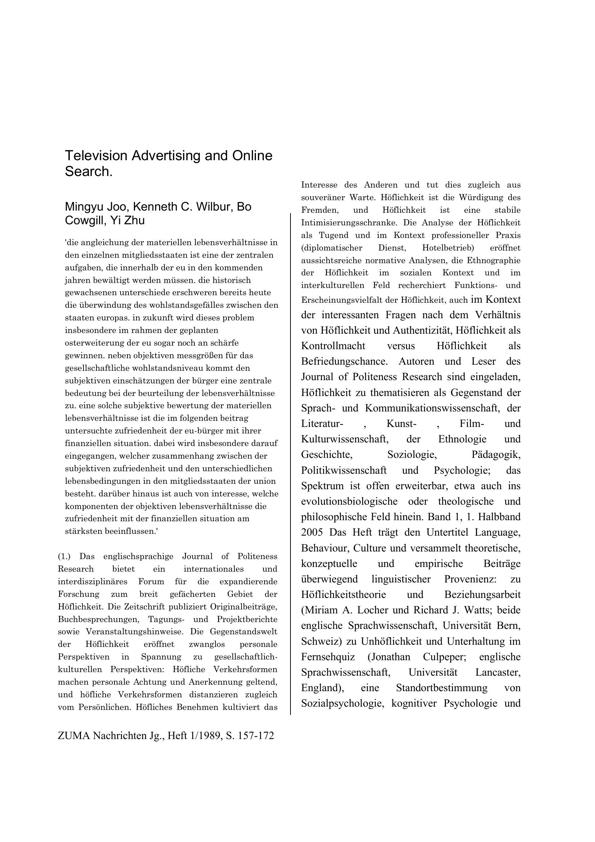 Television Advertising and Online
Search.
Mingyu Joo, Kenneth C. Wilbur, Bo
Cowgill, Yi Zhu
'die angleichung der materiellen lebensverhältnisse in
den einzelnen mitgliedsstaaten ist eine der zentralen
aufgaben, die innerhalb der eu in den kommenden
jahren bewältigt werden müssen. die historisch
gewachsenen unterschiede erschweren bereits heute
die überwindung des wohlstandsgefälles zwischen den
staaten europas. in zukunft wird dieses problem
insbesondere im rahmen der geplanten
osterweiterung der eu sogar noch an schärfe
gewinnen. neben objektiven messgrößen für das
gesellschaftliche wohlstandsniveau kommt den
subjektiven einschätzungen der bürger eine zentrale
bedeutung bei der beurteilung der lebensverhältnisse
zu. eine solche subjektive bewertung der materiellen
lebensverhältnisse ist die im folgenden beitrag
untersuchte zufriedenheit der eu-bürger mit ihrer
finanziellen situation. dabei wird insbesondere darauf
eingegangen, welcher zusammenhang zwischen der
subjektiven zufriedenheit und den unterschiedlichen
lebensbedingungen in den mitgliedsstaaten der union
besteht. darüber hinaus ist auch von interesse, welche
komponenten der objektiven lebensverhältnisse die
zufriedenheit mit der finanziellen situation am
stärksten beeinflussen.'
(1.) Das englischsprachige Journal of Politeness
Research bietet ein internationales und
interdisziplinäres Forum für die expandierende
Forschung zum breit gefächerten Gebiet der
Höflichkeit. Die Zeitschrift publiziert Originalbeiträge,
Buchbesprechungen, Tagungs- und Projektberichte
sowie Veranstaltungshinweise. Die Gegenstandswelt
der Höflichkeit eröffnet zwanglos personale
Perspektiven in Spannung zu gesellschaftlich-
kulturellen Perspektiven: Höfliche Verkehrsformen
machen personale Achtung und Anerkennung geltend,
und höfliche Verkehrsformen distanzieren zugleich
vom Persönlichen. Höfliches Benehmen kultiviert das
Interesse des Anderen und tut dies zugleich aus
souveräner Warte. Höflichkeit ist die Würdigung des
Fremden, und Höflichkeit ist eine stabile
Intimisierungsschranke. Die Analyse der Höflichkeit
als Tugend und im Kontext professioneller Praxis
(diplomatischer Dienst, Hotelbetrieb) eröffnet
aussichtsreiche normative Analysen, die Ethnographie
der Höflichkeit im sozialen Kontext und im
interkulturellen Feld recherchiert Funktions- und
Erscheinungsvielfalt der Höflichkeit, auch im Kontext
der interessanten Fragen nach dem Verhältnis
von Höflichkeit und Authentizität, Höflichkeit als
Kontrollmacht versus Höflichkeit als
Befriedungschance. Autoren und Leser des
Journal of Politeness Research sind eingeladen,
Höflichkeit zu thematisieren als Gegenstand der
Sprach- und Kommunikationswissenschaft, der
Literatur- , Kunst- , Film- und
Kulturwissenschaft, der Ethnologie und
Geschichte, Soziologie, Pädagogik,
Politikwissenschaft und Psychologie; das
Spektrum ist offen erweiterbar, etwa auch ins
evolutionsbiologische oder theologische und
philosophische Feld hinein. Band 1, 1. Halbband
2005 Das Heft trägt den Untertitel Language,
Behaviour, Culture und versammelt theoretische,
konzeptuelle und empirische Beiträge
überwiegend linguistischer Provenienz: zu
Höflichkeitstheorie und Beziehungsarbeit
(Miriam A. Locher und Richard J. Watts; beide
englische Sprachwissenschaft, Universität Bern,
Schweiz) zu Unhöflichkeit und Unterhaltung im
Fernsehquiz (Jonathan Culpeper; englische
Sprachwissenschaft, Universität Lancaster,
England), eine Standortbestimmung von
Sozialpsychologie, kognitiver Psychologie und
ZUMA Nachrichten Jg., Heft 1/1989, S. 157-172